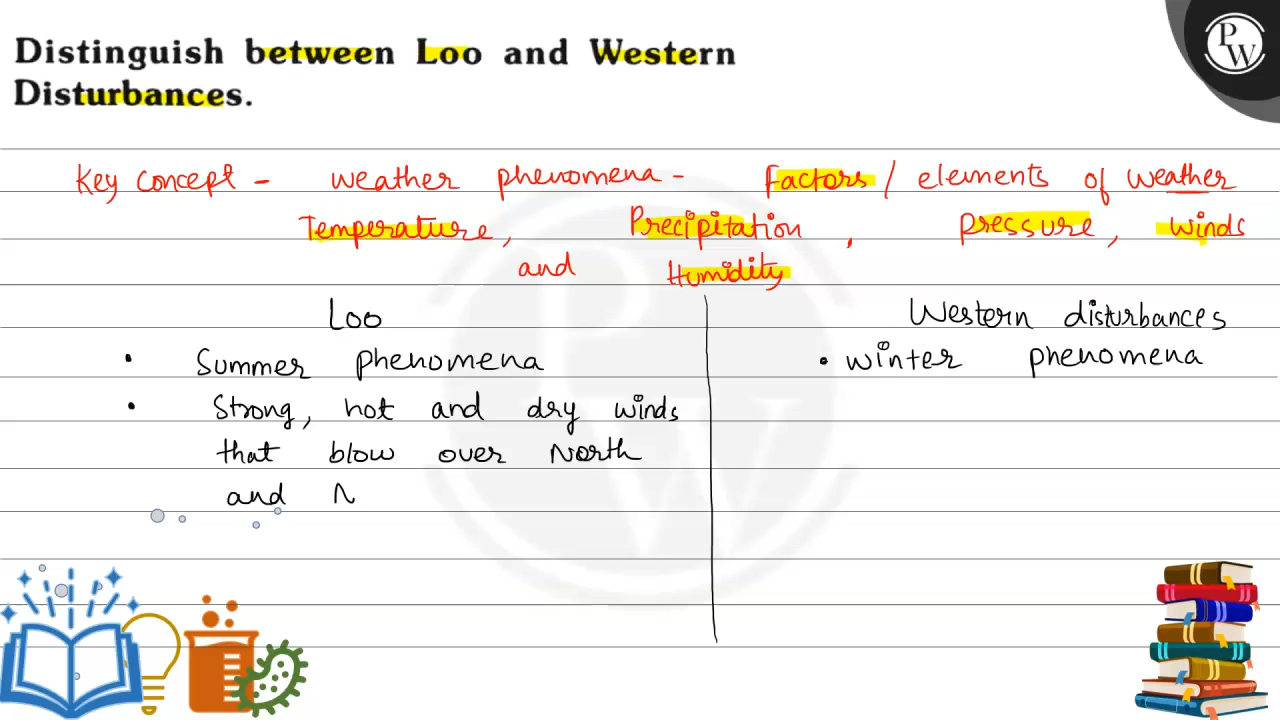 Distinguish between Loo and Western
Disturbances.
PW
Key concept - weather phenomena - Factors / elements of weather
Temperature, Precipitation, Pressure, winds
and Humidity
Loo
Western disturbances
• Summer phenomena
• winter phenomena
• Strong, hot and dry winds
that blow over North
and N